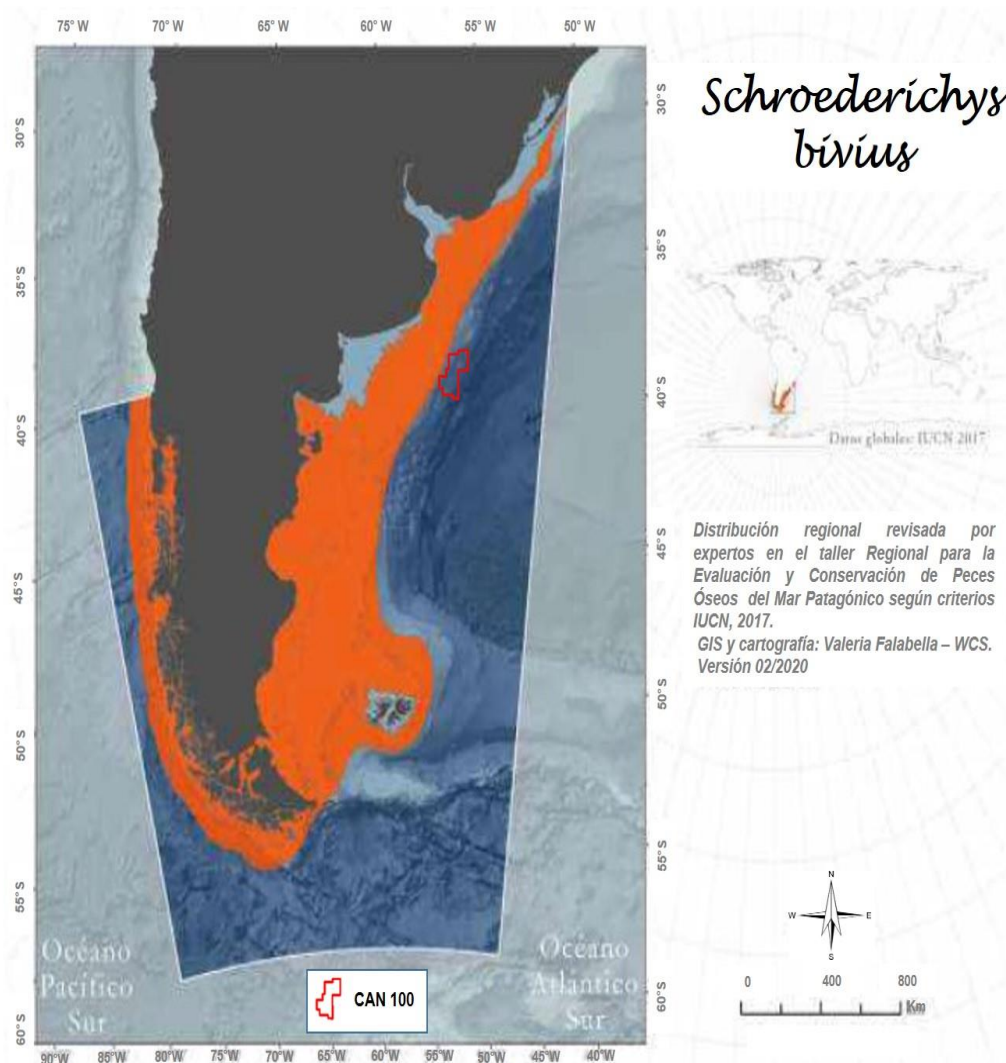 75° W 70° W 65° W 60° W 55° W 50° W
Schroederichys
bivius
30°S
35°S
40°S
45°S
50°S
55°S
60°S
30°S
35°S
40°S
45°S
50°S
55°S
60°S
Datos globales: IUCN 2017
Distribución regional revisada por
expertos en el taller Regional para la
Evaluación y Conservación de Peces
Óseos del Mar Patagónico según criterios
IUCN, 2017.
GIS y cartografía: Valeria Falabella – WCS.
Versión 02/2020
N
W E
S
0 400 800
Km
Océano
Pacífico
Sur
CAN 100
Océano
Atlántico
Sur
90°W 85°W 80°W 75°W 70°W 65°W 60°W 55°W 50°W 45°W 40°W